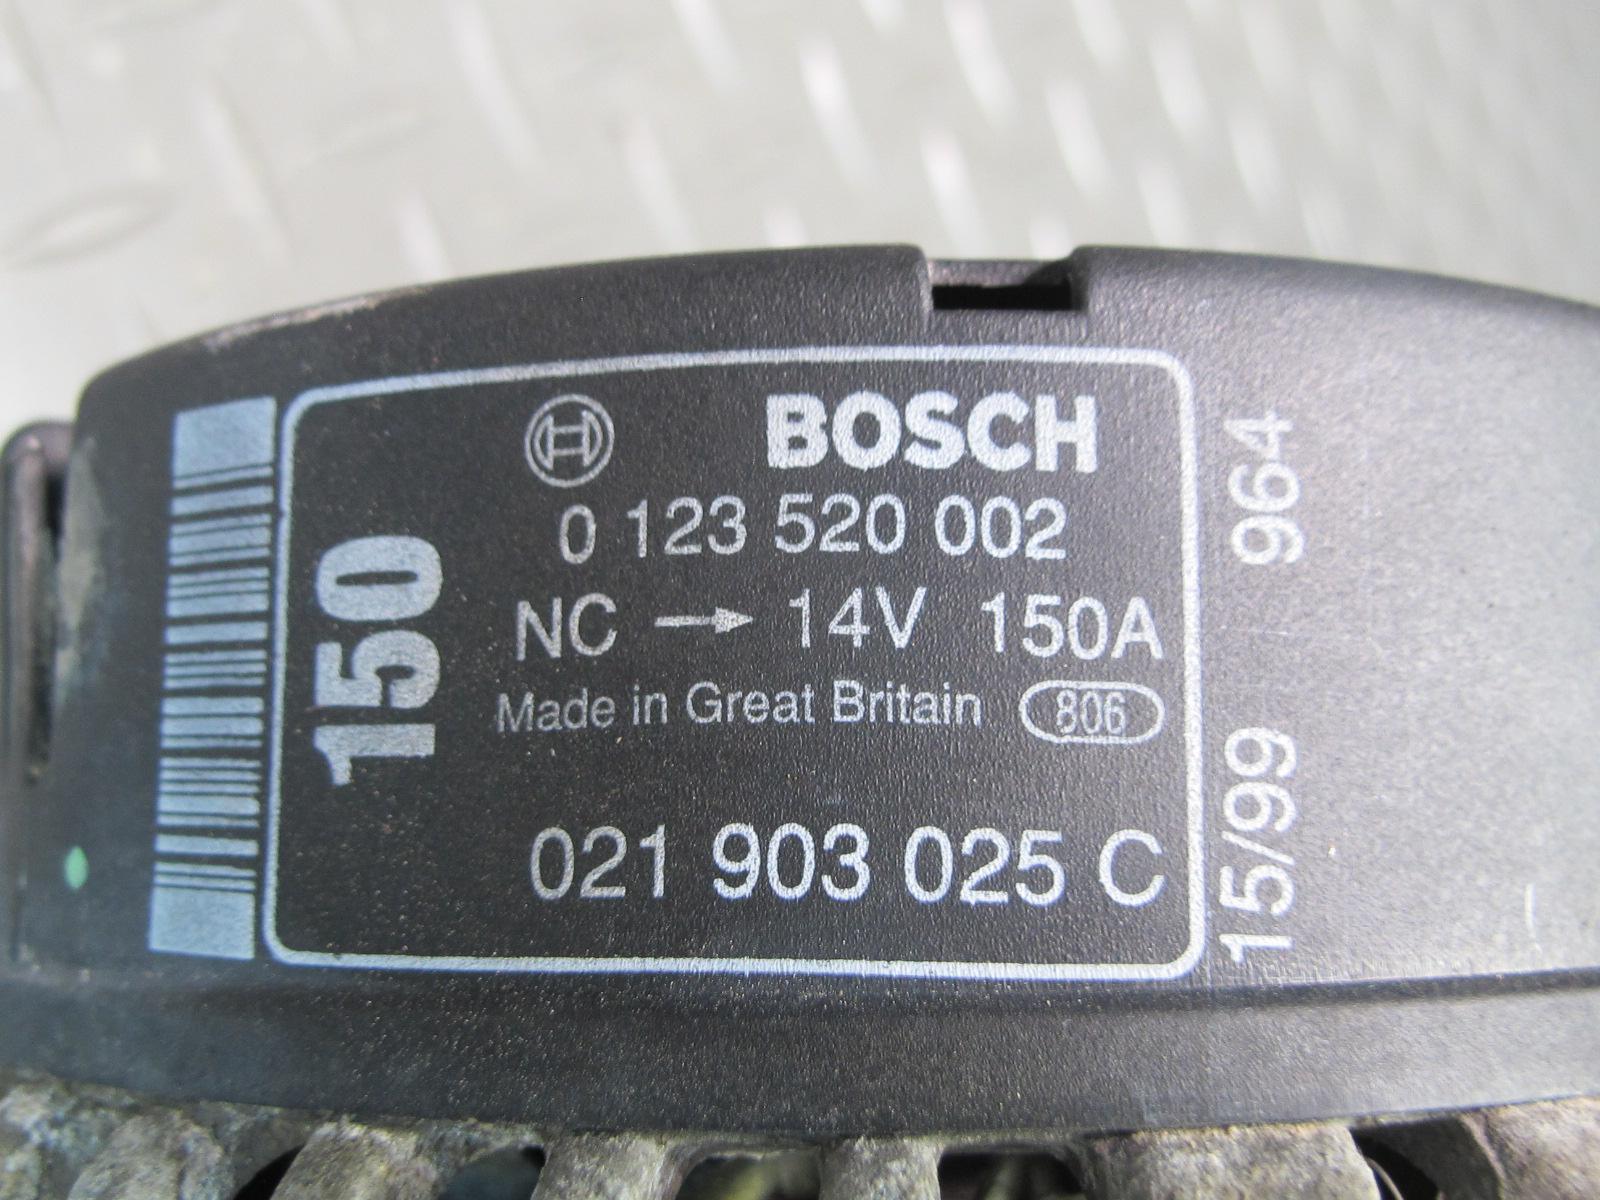 BOSCH
0 123 520 002
NC → 14V 150A
Made in Great Britain 806
021 903 025 C
150
15/99 964